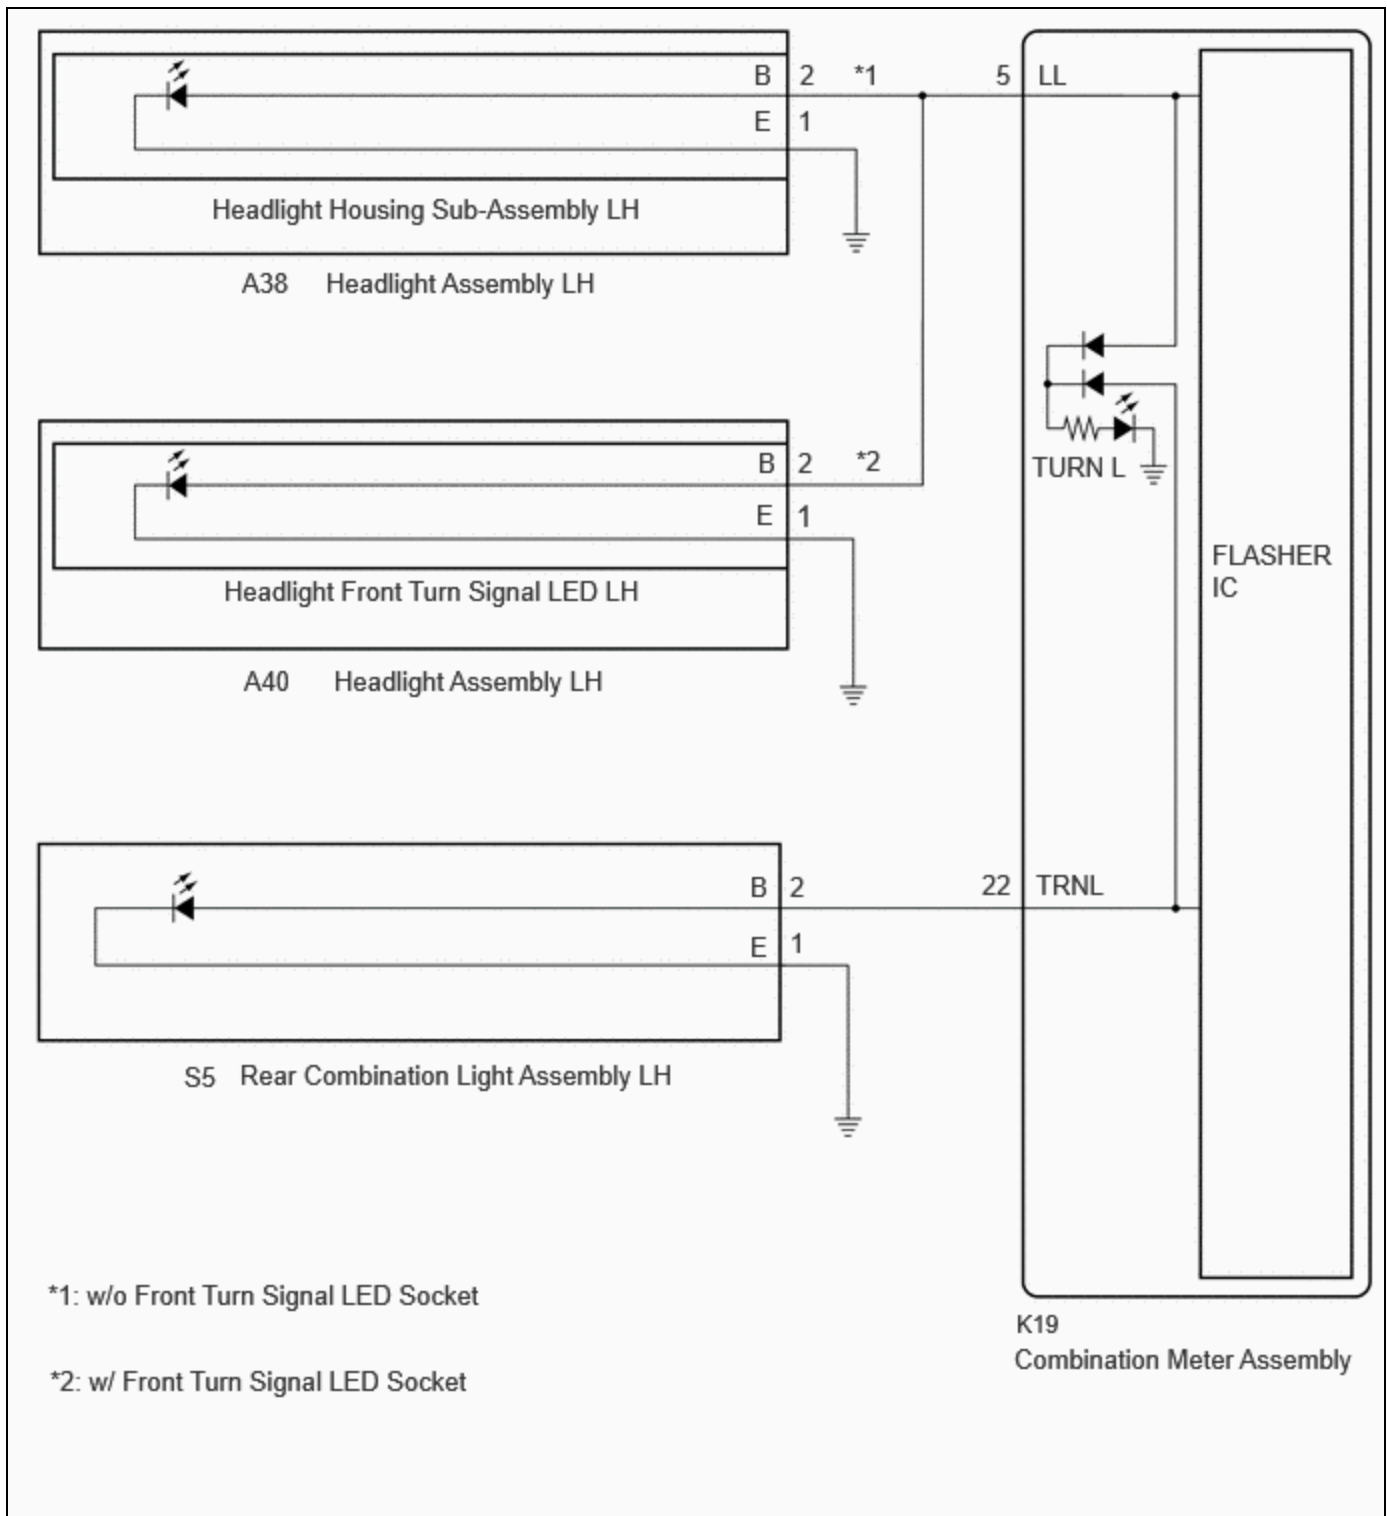 B 2 *1 5 LL
E 1
Headlight Housing Sub-Assembly LH
A38 Headlight Assembly LH
B 2 *2
TURN L
E 1
FLASHER
IC
Headlight Front Turn Signal LED LH
A40 Headlight Assembly LH
B 2 22 TRNL
E 1
S5 Rear Combination Light Assembly LH
*1: w/o Front Turn Signal LED Socket
K19
Combination Meter Assembly
*2: w/ Front Turn Signal LED Socket